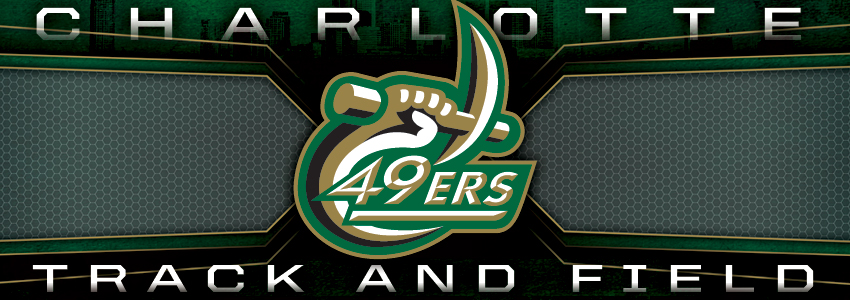 CHARLOTTE
49ERS
TRACK AND FIELD